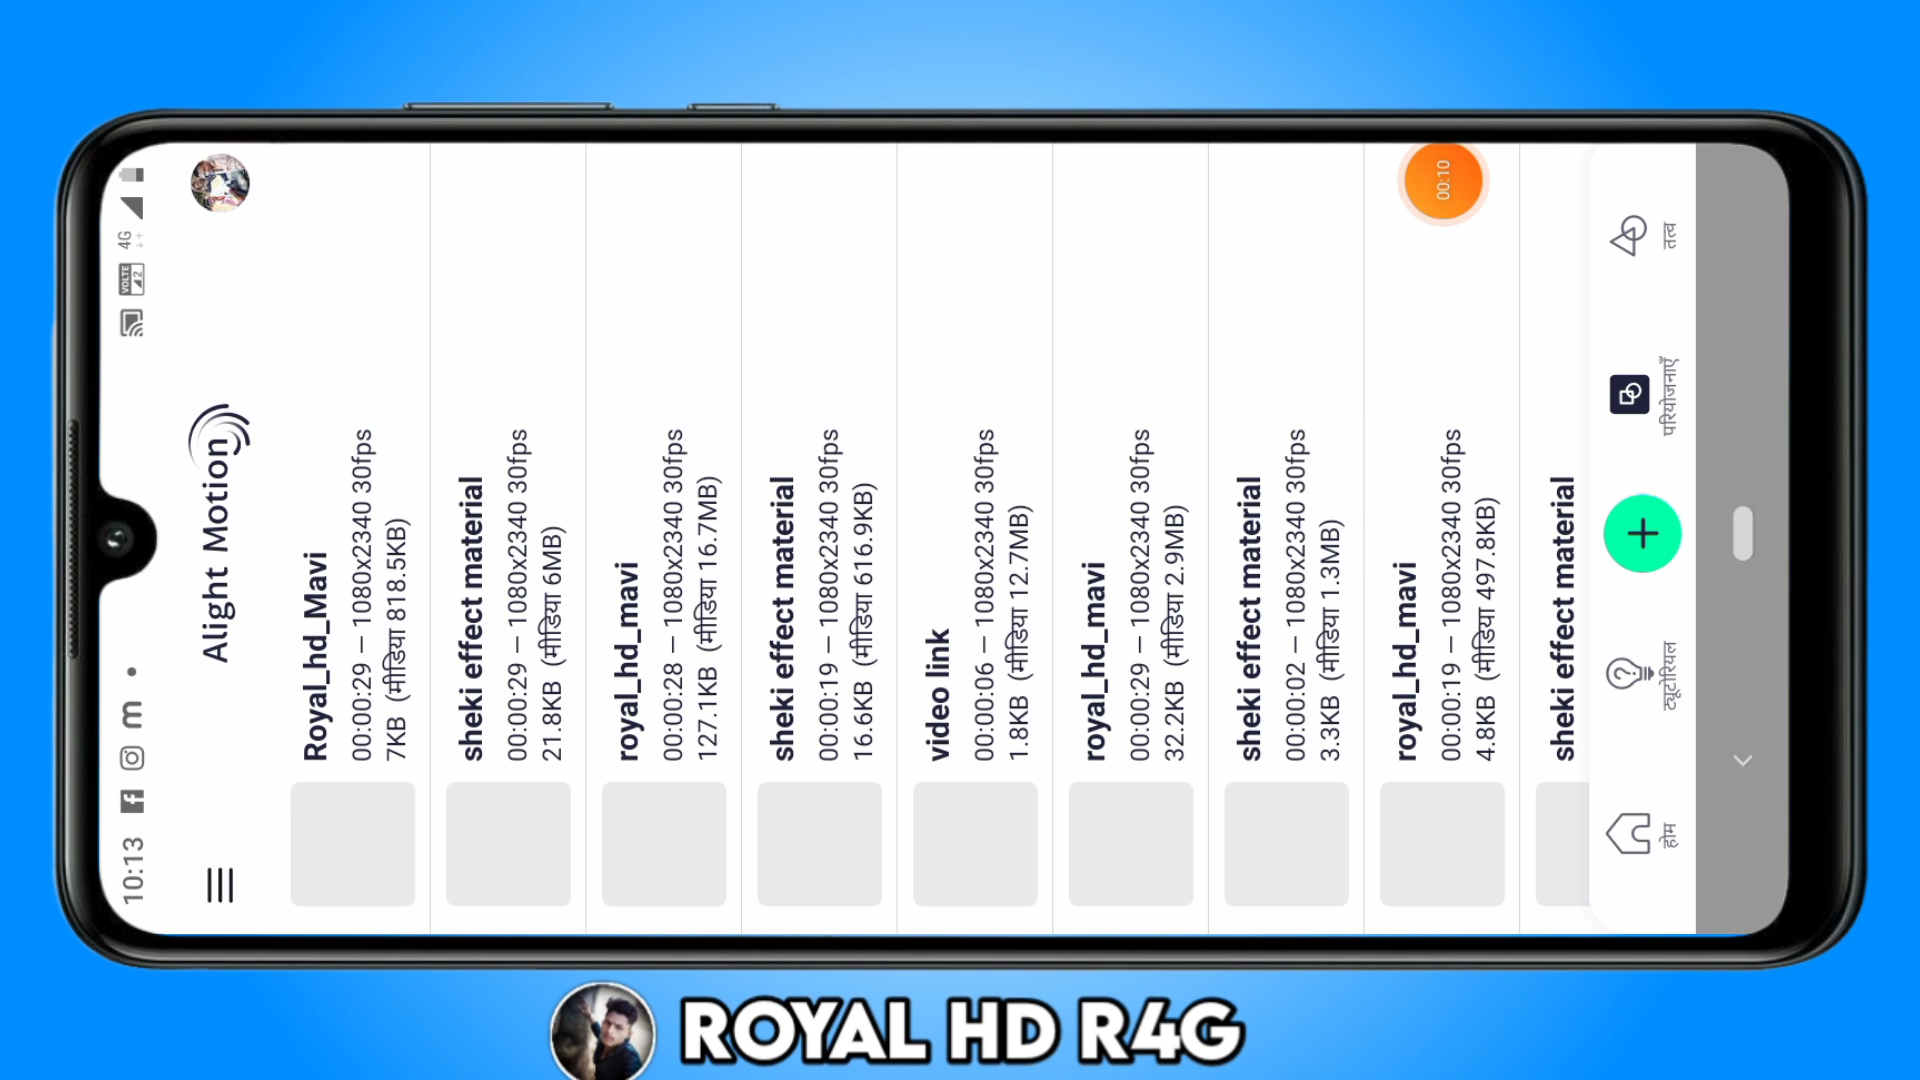 10:13
4G
VOLTE
2
Alight Motion
Royal_hd_Mavi
00:00:29 – 1080x2340 30fps
7KB (मीडिया 818.5KB)
sheki effect material
00:00:29 – 1080x2340 30fps
21.8KB (मीडिया 6MB)
royal_hd_mavi
00:00:28 – 1080x2340 30fps
127.1KB (मीडिया 16.7MB)
sheki effect material
00:00:19 – 1080x2340 30fps
16.6KB (मीडिया 616.9KB)
video link
00:00:06 – 1080x2340 30fps
1.8KB (मीडिया 12.7MB)
royal_hd_mavi
00:00:29 – 1080x2340 30fps
32.2KB (मीडिया 2.9MB)
sheki effect material
00:00:02 – 1080x2340 30fps
3.3KB (मीडिया 1.3MB)
royal_hd_mavi
00:00:19 – 1080x2340 30fps
4.8KB (मीडिया 497.8KB)
sheki effect material
00:10
होम
ट्यूटोरियल
परियोजनाएँ
तत्व
ROYAL HD R4G